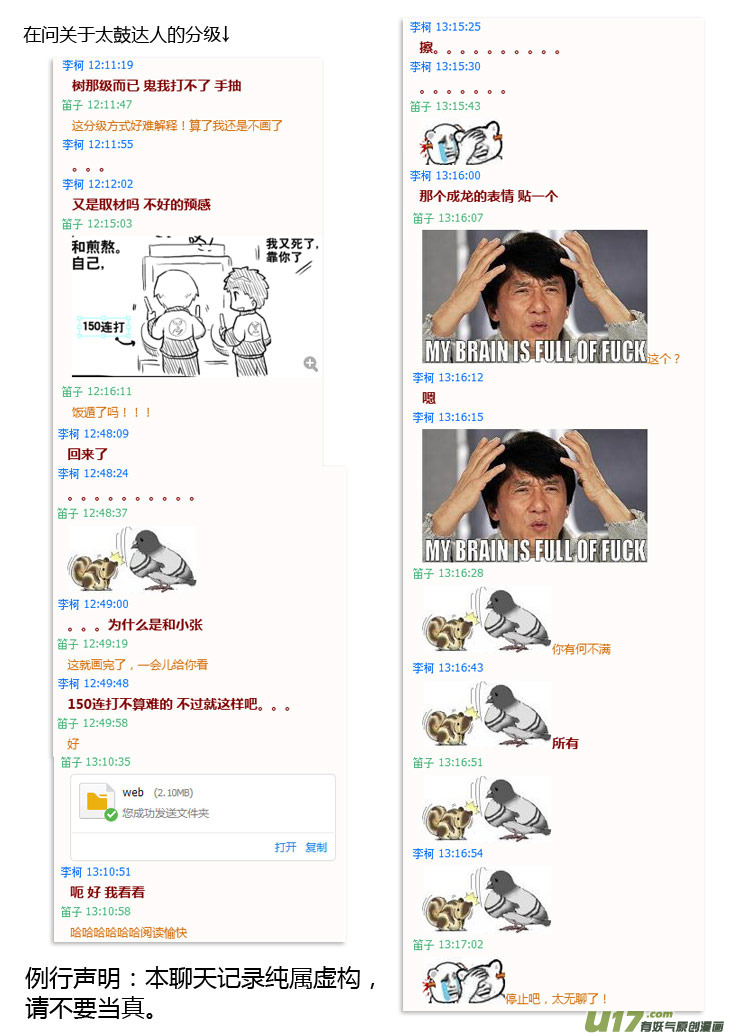 在问关于太鼓达人的分级↓
李柯 12:11:19
树那级而已 鬼我打不了 手抽
笛子 12:11:47
这分级方式好难解释！算了我还是不画了
李柯 12:11:55
。。。
李柯 12:12:02
又是取材吗 不好的预感
笛子 12:15:03
和煎熬。
自己,
我又死了,
靠你了
150连打
笛子 12:16:11
饭遁了吗！！！
李柯 12:48:09
回来了
李柯 12:48:24
。。。。。。。。。。
笛子 12:48:37
李柯 12:49:00
。。。为什么是和小张
笛子 12:49:19
这就画完了，一会儿给你看
李柯 12:49:48
150连打不算难的 不过就这样吧。。。
笛子 12:49:58
好
笛子 13:10:35
web (2.10MB)
您成功发送文件夹
打开 复制
李柯 13:10:51
呃 好 我看看
笛子 13:10:58
哈哈哈哈哈哈阅读愉快
例行声明：本聊天记录纯属虚构，
请不要当真。
李柯 13:15:25
擦。。。。。。。。。。
李柯 13:15:30
。。。。。。。
笛子 13:15:43
李柯 13:16:00
那个成龙的表情 贴一个
笛子 13:16:07
MY BRAIN IS FULL OF FUCK
这个？
李柯 13:16:12
嗯
李柯 13:16:15
MY BRAIN IS FULL OF FUCK
笛子 13:16:28
你有何不满
李柯 13:16:43
所有
笛子 13:16:51
李柯 13:16:54
笛子 13:17:02
停止吧，太无聊了！
U17.com
有妖气原创漫画